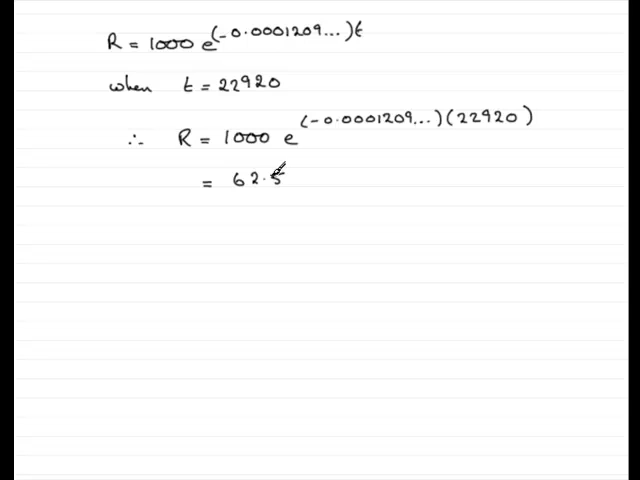 R = 1000 e^(-0.0001209...)t
when t = 22920
∴ R = 1000 e^(-0.0001209...)(22920)
= 62.5